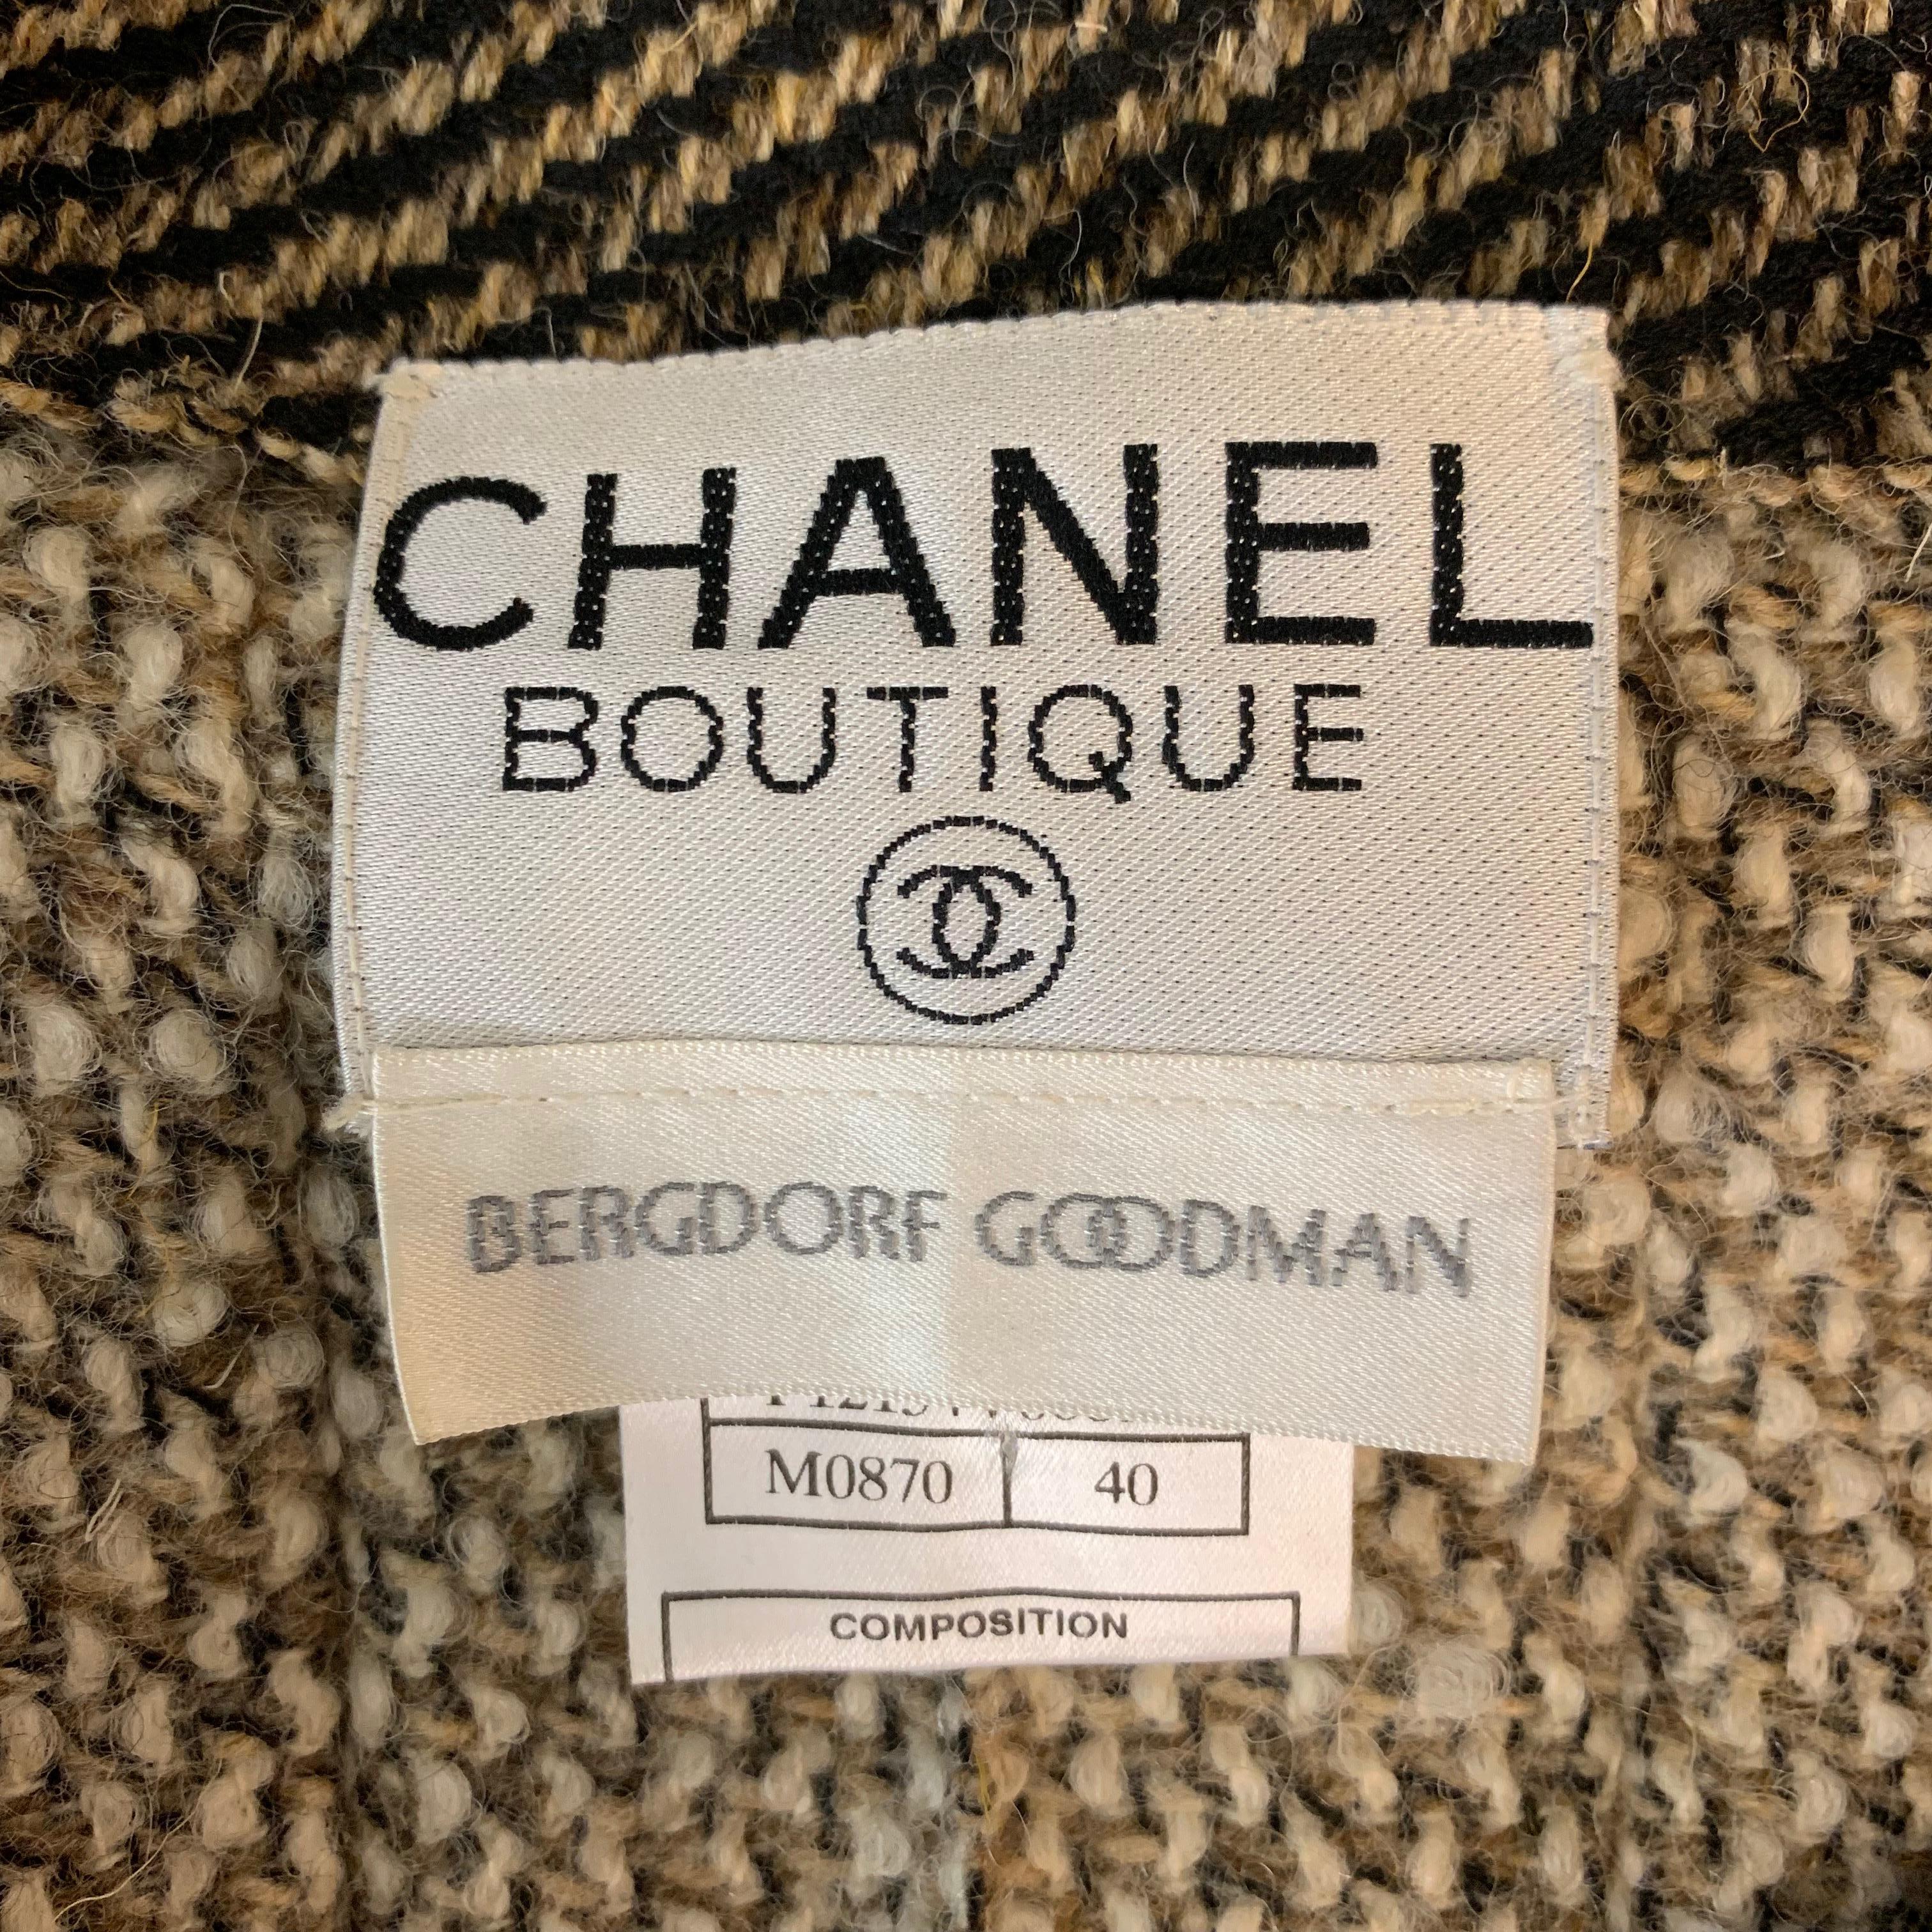 CHANEL
BOUTIQUE
BERGDORF GOODMAN
M0870 40
COMPOSITION